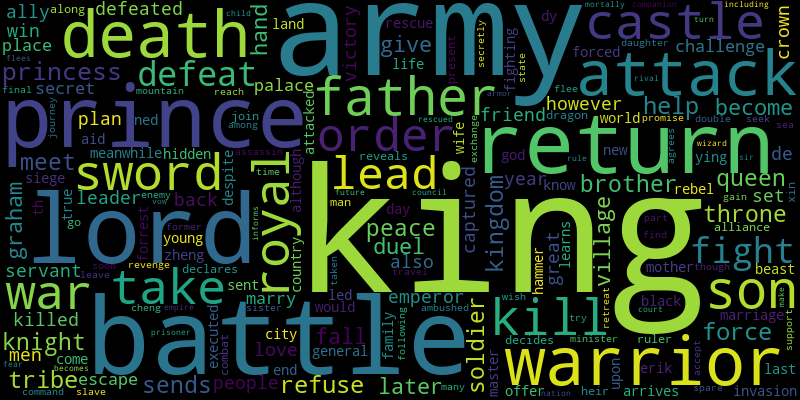 ally along defeated
win
place
death
hand
land
army
victory
rescue
child
dy
mortally companion
turn including
castle
crown
flees
princess
defeat
give
life
present
secretly
fighting
state
forced
daughter challenge
attack
rival
armor
final secret
mountain reach
palace
father
flee
help become
prince
journey
plan ned
join
among
assassin
attacked
order
friend
rescued
exchange
however
world promise
dragon
double seek sea
aid
meanwhile hidden
meet
siege
sword
despite
royal
time
although
reveals
wife
lead
return
god
agrees
rule
new
wizard
sir
ying de
brother
know
year
rebel
queen
set
xin
gain
graham
th
leader enemy
true vow
back
go
former
lord
forrest
young
zheng
servant
revenge
soon
leave
declares
informs
country
future council
man
day
peace
duel
also
king
captured
kingdom
learns
great
village
throne
alliance
part
find
fight
mother though
beast
war
take
sent
marry
cheng empire
sister
led
would
taken
travel
emperor
ambushed
hammer
wish
retreat
black
court
marriage
son
make
support
knight
killed
prisoner
battle
executed
combat
city
love
fall
general
family
following
soldier
kill
try
decides minister
ruler
force
men
come
fear becomes
tribe escape
command slave
sends
people
end
refuse
later many
master
warrior
offer
nation
heir
upon
erik
arrives
accept
spare
last
invasion